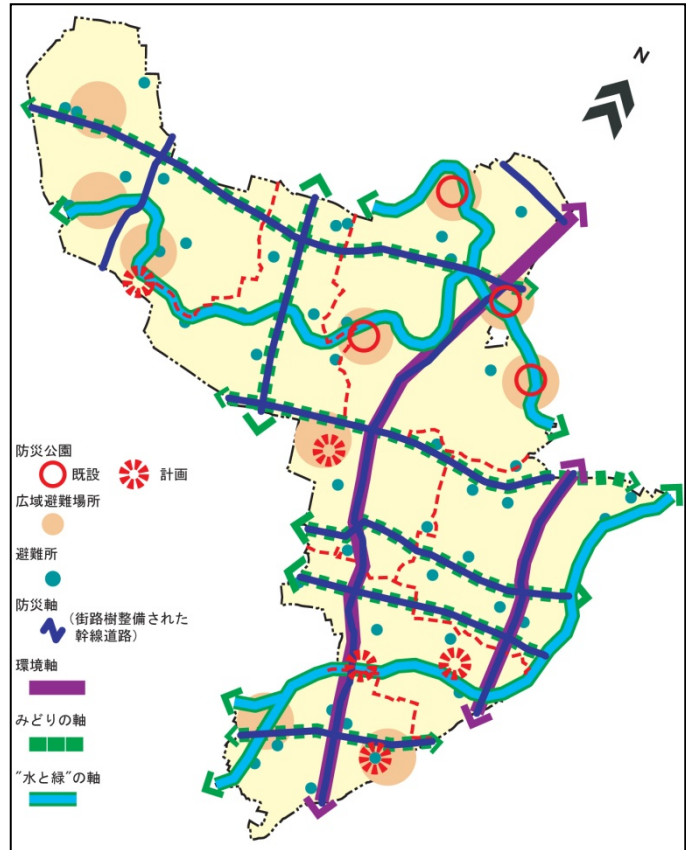 N
防災公園
既設 計画
広域避難場所
避難所
防災軸
(街路樹整備された
幹線道路)
環境軸
みどりの軸
"水と緑"の軸